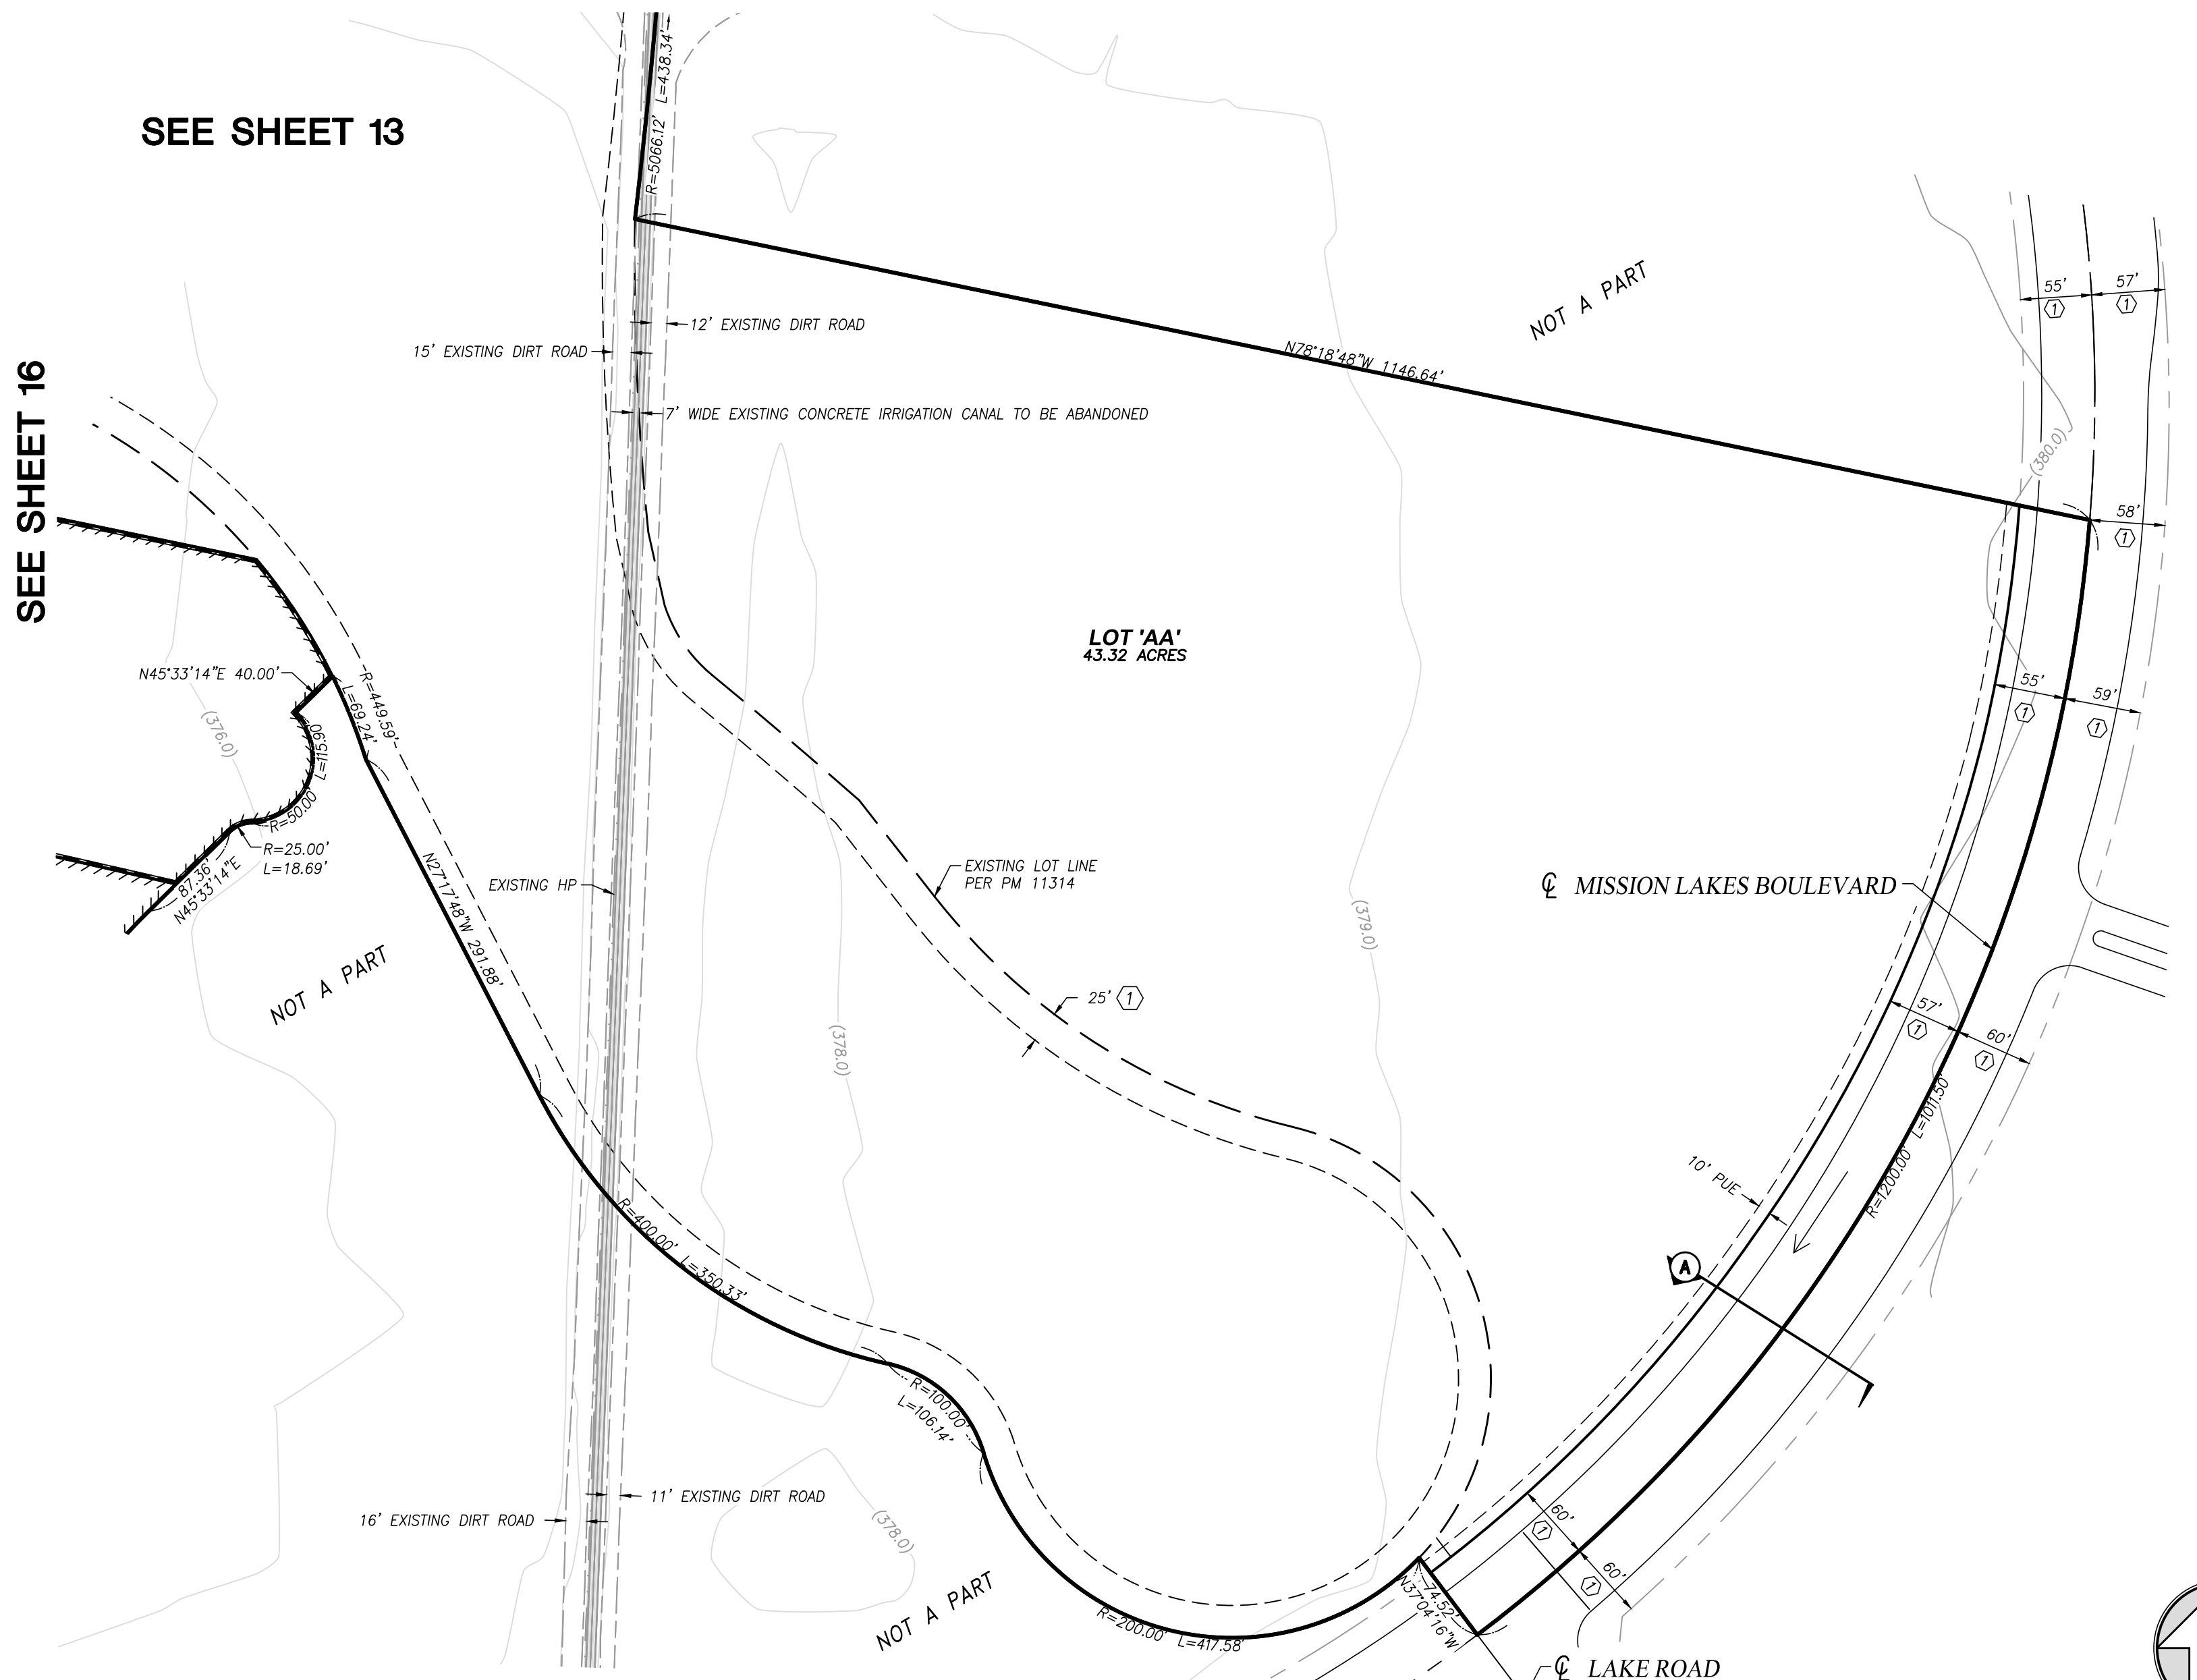 SEE SHEET 13
SEE SHEET 16
R=5066.12' L=438.34'
12' EXISTING DIRT ROAD
15' EXISTING DIRT ROAD
7' WIDE EXISTING CONCRETE IRRIGATION CANAL TO BE ABANDONED
N78°18'48"W 1146.64'
NOT A PART
55'
1
57'
1
(380.0)
58'
1
LOT 'AA'
43.32 ACRES
N45°33'14"E 40.00'
R=449.59'
L=69.24'
(376.0)
L=115.90'
R=50.00'
R=25.00'
L=18.69'
87.36'
N45°33'14"E
55'
1
59'
1
N27°17'48"W 291.88'
EXISTING HP
EXISTING LOT LINE
PER PM 11314
℄ MISSION LAKES BOULEVARD
(379.0)
NOT A PART
25' 1
(378.0)
57'
1
60'
1
R=1200.00' L=1011.50'
10' PUE
A
R=400.00' L=350.33'
R=100.00'
L=106.14'
11' EXISTING DIRT ROAD
16' EXISTING DIRT ROAD
(378.0)
NOT A PART
R=200.00' L=417.58'
60'
1
60'
1
74.52'
N37°04'16"W
℄ LAKE ROAD